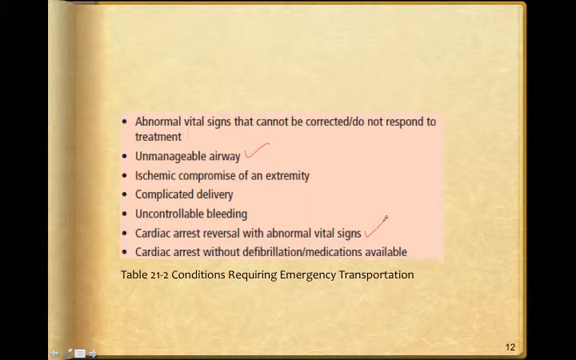 • Abnormal vital signs that cannot be corrected/do not respond to
treatment
• Unmanageable airway
• Ischemic compromise of an extremity
• Complicated delivery
• Uncontrollable bleeding
• Cardiac arrest reversal with abnormal vital signs
• Cardiac arrest without defibrillation/medications available
Table 21-2 Conditions Requiring Emergency Transportation
12